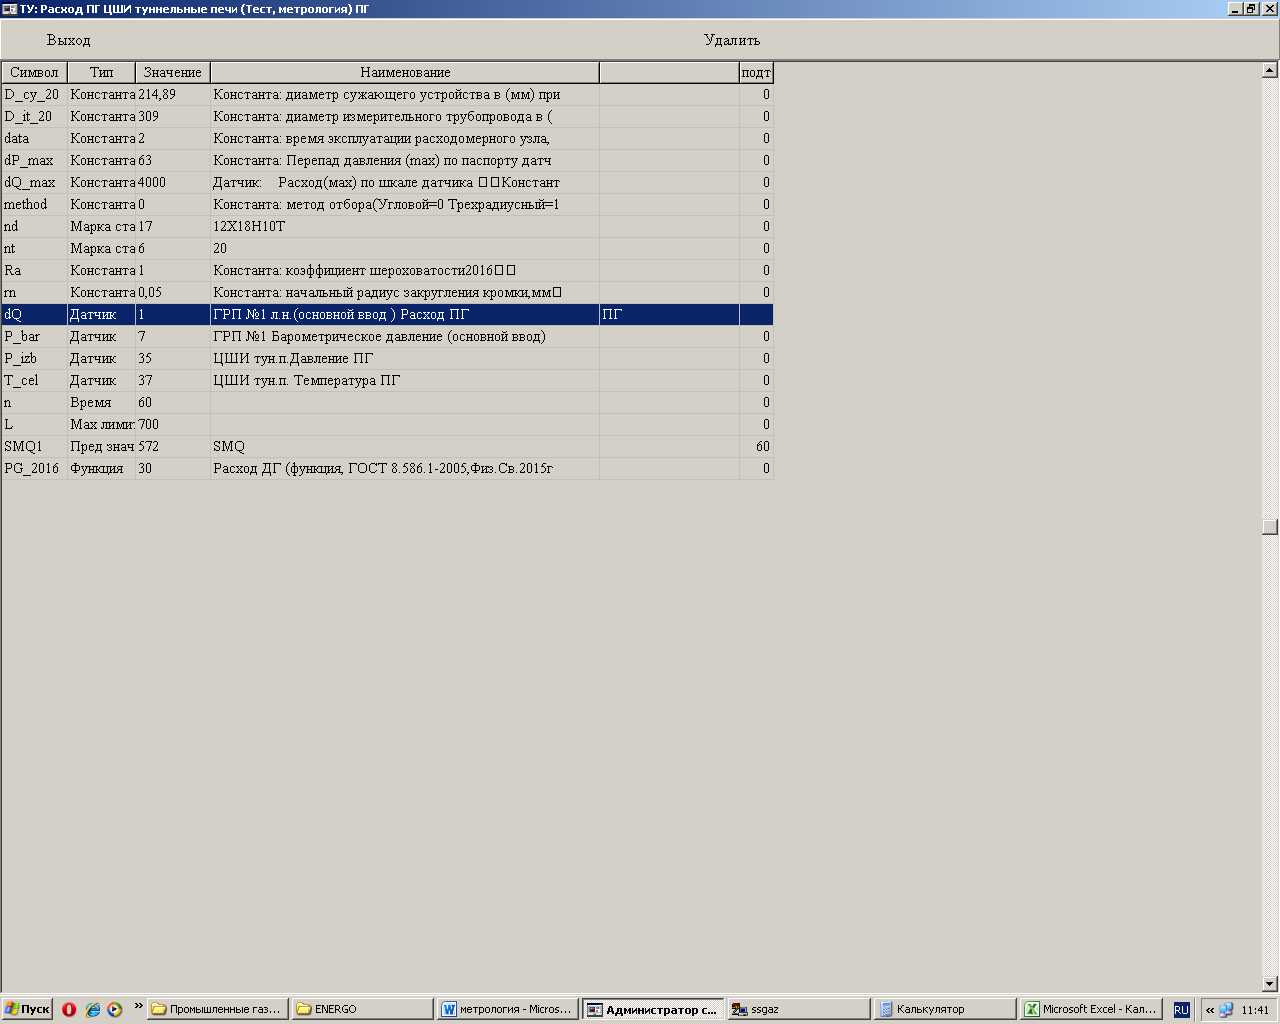 ТУ: Расход ПГ ЦШИ туннельные печи (Тест, метрология) ПГ
Выход Удалить
Символ Тип Значение Наименование подт
D_cy_20 Константа 214,89 Константа: диаметр сужающего устройства в (мм) при 0
D_it_20 Константа 309 Константа: диаметр измерительного трубопровода в ( 0
data Константа 2 Константа: время эксплуатации расходомерного узла, 0
dP_max Константа 63 Константа: Перепад давления (max) по паспорту датч 0
dQ_max Константа 4000 Датчик: Расход(мах) по шкале датчика □□Констант 0
method Константа 0 Константа: метод отбора(Угловой=0 Трехрадиусный=1 0
nd Марка ста 17 12Х18Н10Т 0
nt Марка ста 6 20 0
Ra Константа 1 Константа: коэффициент шероховатости2016□□ 0
rn Константа 0,05 Константа: начальный радиус закругления кромки,мм□ 0
dQ Датчик 1 ГРП №1 л.н.(основной ввод ) Расход ПГ ПГ
P_bar Датчик 7 ГРП №1 Барометрическое давление (основной ввод) 0
P_izb Датчик 35 ЦШИ тун.п.Давление ПГ 0
T_cel Датчик 37 ЦШИ тун.п. Температура ПГ 0
n Время 60 0
L Мах лими 700 0
SMQ1 Пред знач 572 SMQ 60
PG_2016 Функция 30 Расход ДГ (функция, ГОСТ 8.586.1-2005,Физ.Св.2015г 0
Пуск » Промышленные газ... ENERGO метрология - Micros... Администратор с... ssgaz Калькулятор Microsoft Excel - Кал... RU « 11:41